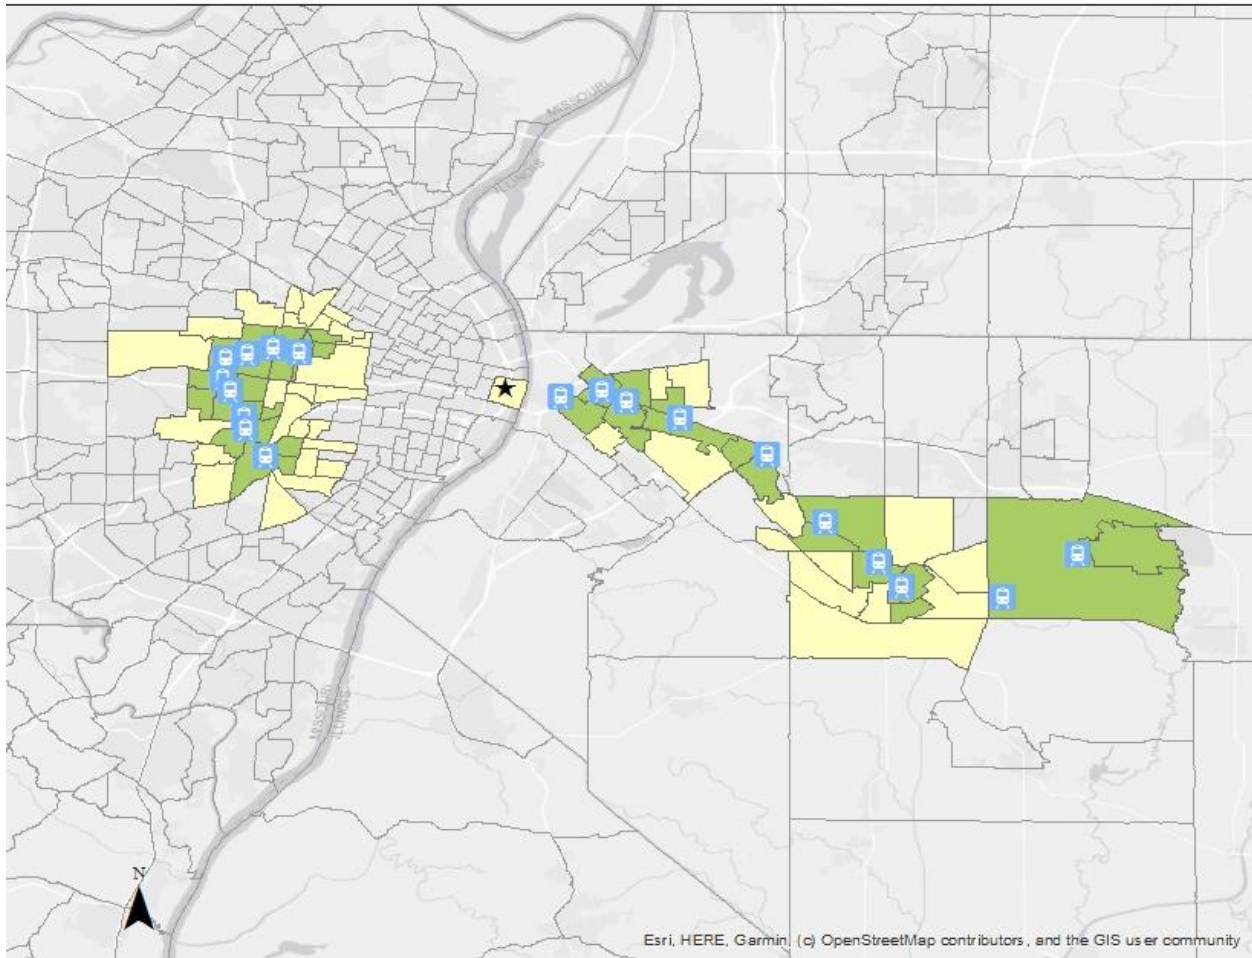 MISSOURI
ILLINOIS
MISSOURI
ILLINOIS
N
Esri, HERE, Garmin, (c) OpenStreetMap contributors, and the GIS user community